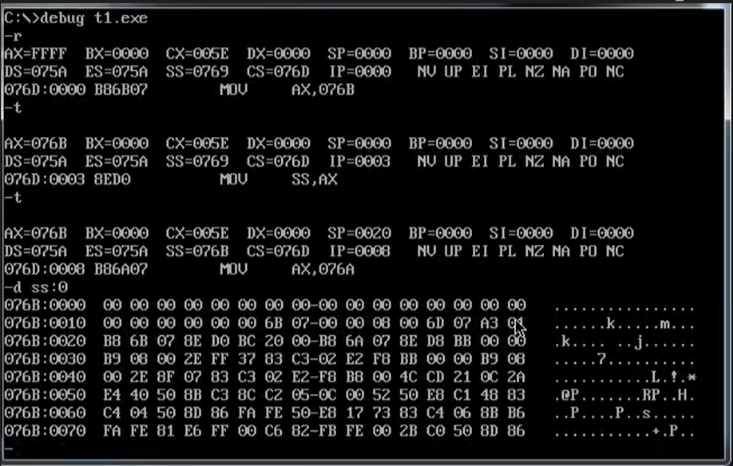 C:\>debug t1.exe
-r
AX=FFFF BX=0000 CX=005E DX=0000 SP=0000 BP=0000 SI=0000 DI=0000
DS=075A ES=075A SS=0769 CS=076D IP=0000 NV UP EI PL NZ NA PO NC
076D:0000 B86B07 MOV AX,076B
-t
AX=076B BX=0000 CX=005E DX=0000 SP=0000 BP=0000 SI=0000 DI=0000
DS=075A ES=075A SS=0769 CS=076D IP=0003 NV UP EI PL NZ NA PO NC
076D:0003 8ED0 MOV SS,AX
-t
AX=076B BX=0000 CX=005E DX=0000 SP=0020 BP=0000 SI=0000 DI=0000
DS=075A ES=075A SS=076B CS=076D IP=0008 NV UP EI PL NZ NA PO NC
076D:0008 B86A07 MOV AX,076A
-d ss:0
076B:0000 00 00 00 00 00 00 00 00-00 00 00 00 00 00 00 00 ................
076B:0010 00 00 00 00 00 00 6B 07-00 00 08 00 6D 07 A3 01 ......k.....m...
076B:0020 B8 6B 07 8E D0 BC 20 00-B8 6A 07 8E D8 BB 00 00 .k.... ..j......
076B:0030 B9 08 00 2E FF 37 83 C3-02 E2 F8 BB 00 00 B9 08 .....7..........
076B:0040 00 2E 8F 07 83 C3 02 E2-F8 B8 00 4C CD 21 0C 2A ...........L.!.*
076B:0050 E4 40 50 8B C3 8C C2 05-0C 00 52 50 E8 C1 48 83 .@P.......RP..H.
076B:0060 C4 04 50 8D 86 FA FE 50-E8 17 73 83 C4 06 8B B6 ..P....P..s.....
076B:0070 FA FE 81 E6 FF 00 C6 82-FB FE 00 2B C0 50 8D 86 ...........+.P..
-